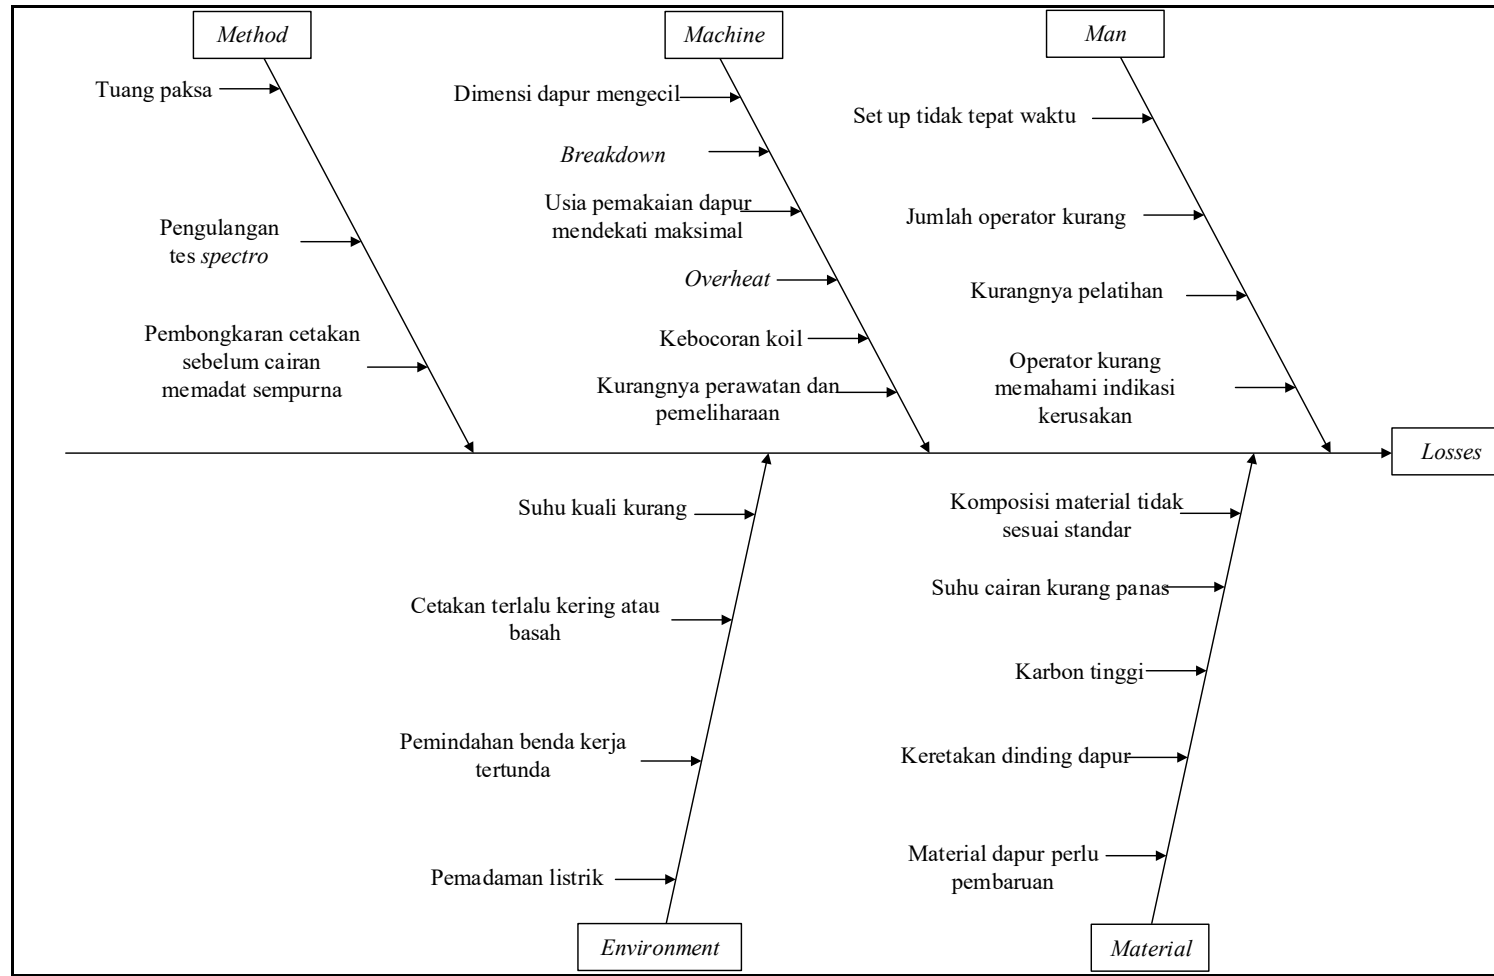 Method
Tuang paksa
Pengulangan
tes spectro
Pembongkaran cetakan
sebelum cairan
memadat sempurna
Machine
Dimensi dapur mengecil
Breakdown
Usia pemakaian dapur
mendekati maksimal
Overheat
Kebocoran koil
Kurangnya perawatan dan
pemeliharaan
Man
Set up tidak tepat waktu
Jumlah operator kurang
Kurangnya pelatihan
Operator kurang
memahami indikasi
kerusakan
Losses
Suhu kuali kurang
Cetakan terlalu kering atau
basah
Pemindahan benda kerja
tertunda
Pemadaman listrik
Environment
Komposisi material tidak
sesuai standar
Suhu cairan kurang panas
Karbon tinggi
Keretakan dinding dapur
Material dapur perlu
pembaruan
Material